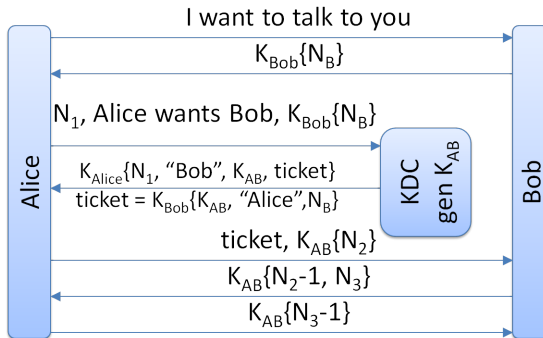 I want to talk to you
K_Bob{N_B}
N_1, Alice wants Bob, K_Bob{N_B}
K_Alice{N_1, “Bob”, K_AB, ticket}
ticket = K_Bob{K_AB, “Alice”,N_B}
ticket, K_AB{N_2}
K_AB{N_2-1, N_3}
K_AB{N_3-1}
Alice
KDC
gen K_AB
Bob